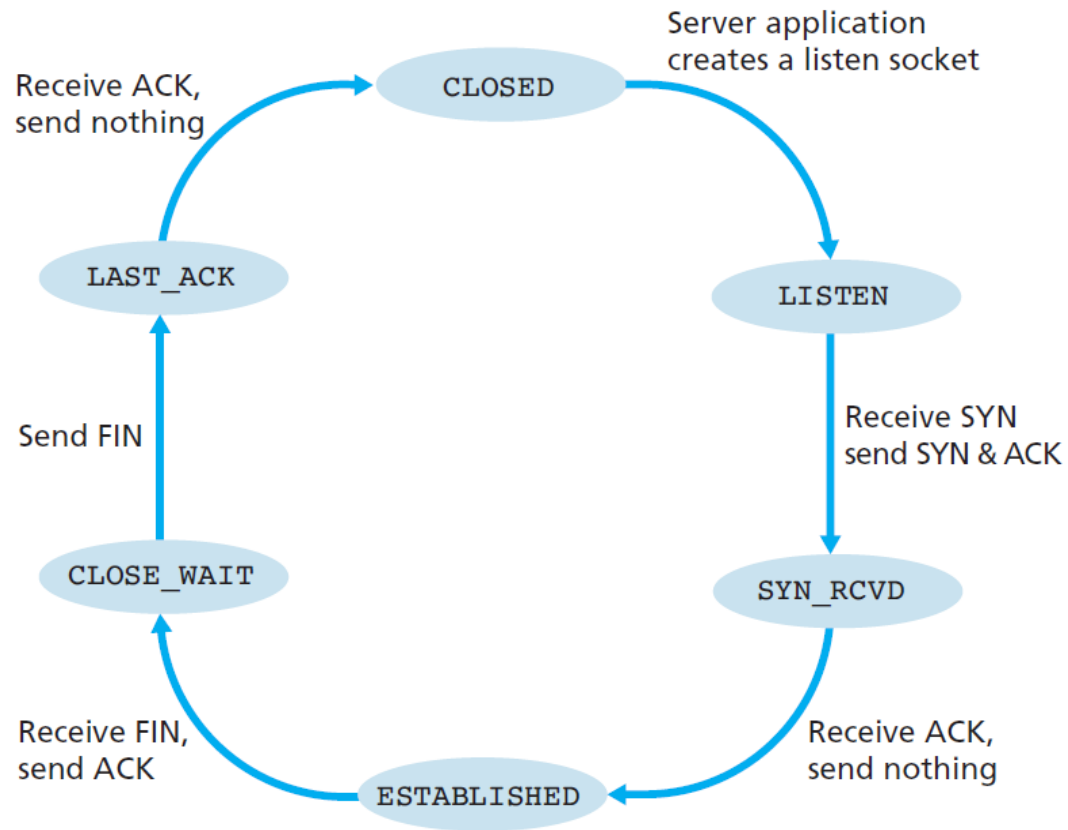 Server application
creates a listen socket
Receive ACK,
send nothing
CLOSED
LAST_ACK
LISTEN
Send FIN
Receive SYN
send SYN & ACK
CLOSE_WAIT
SYN_RCVD
Receive FIN,
send ACK
Receive ACK,
send nothing
ESTABLISHED